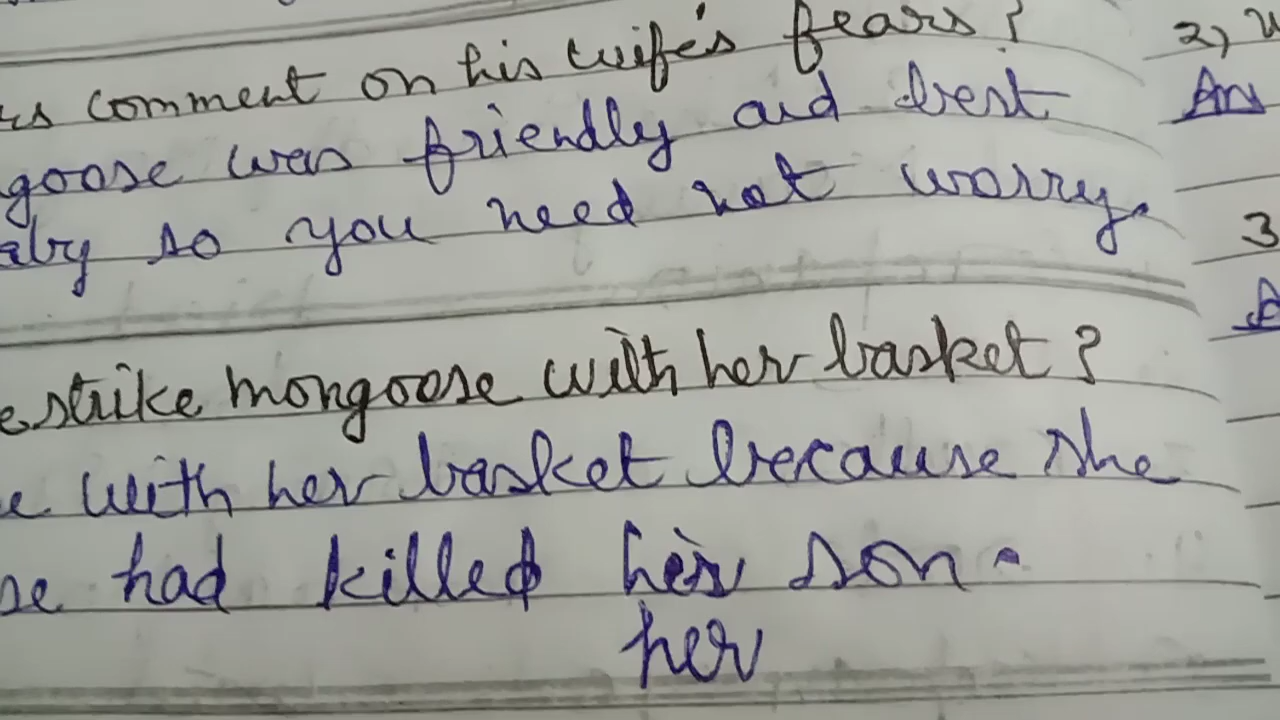 comment on his wife's fears?
goose was friendly and best
so you need not worry.
strike mongoose with her basket?
with her basket because she
had killed his son.
her
2)
Ans
3